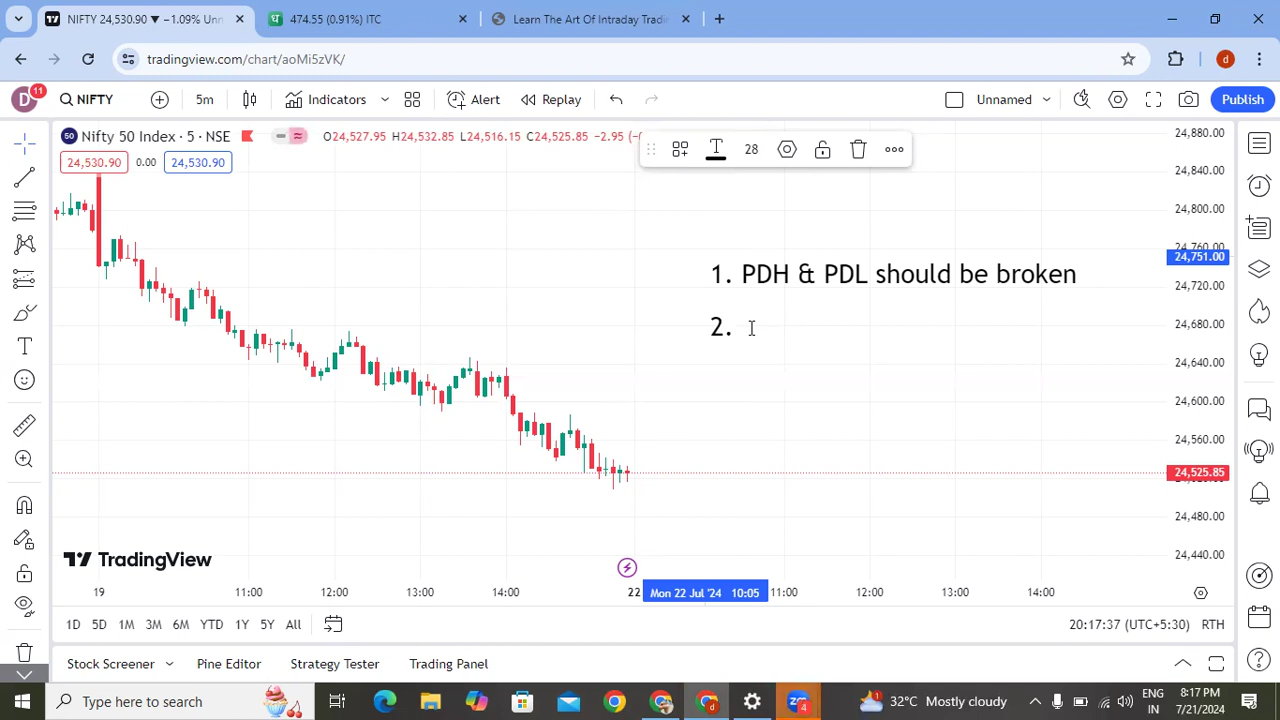 NIFTY 24,530.90 ▼ −1.09% Unn
474.55 (0.91%) ITC
Learn The Art Of Intraday Tradin
tradingview.com/chart/aoMi5zVK/
d
D 11 NIFTY 5m Indicators Alert Replay Unnamed Publish
50 Nifty 50 Index · 5 · NSE O24,527.95 H24,532.85 L24,516.15 C24,525.85 −2.95
24,530.90 0.00 24,530.90
28
24,880.00
24,840.00
24,800.00
24,760.00
24,751.00
24,720.00
24,680.00
24,640.00
24,600.00
24,560.00
24,525.85
24,480.00
24,440.00
1. PDH & PDL should be broken
2.
TradingView
19 11:00 12:00 13:00 14:00 22 Mon 22 Jul '24 10:05 11:00 12:00 13:00 14:00
1D 5D 1M 3M 6M YTD 1Y 5Y All 20:17:37 (UTC+5:30) RTH
Stock Screener Pine Editor Strategy Tester Trading Panel
Type here to search 32°C Mostly cloudy ENG 8:17 PM
IN 7/21/2024